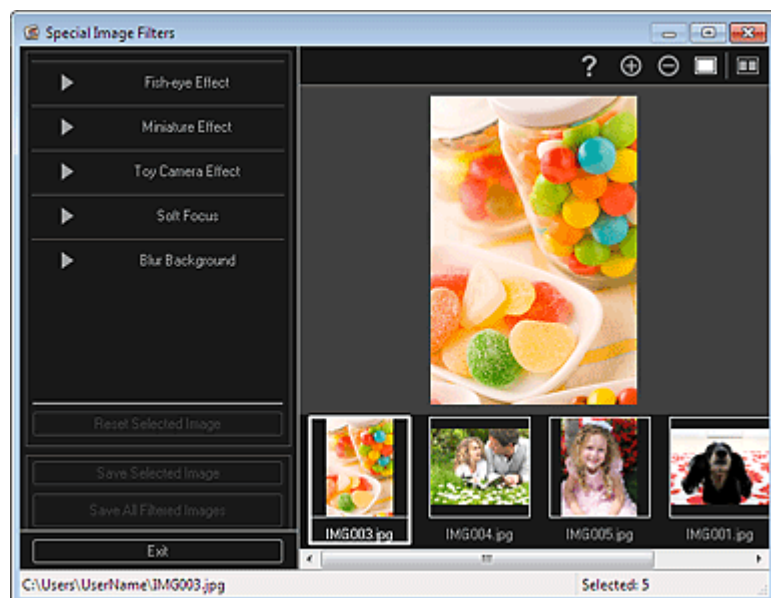 Special Image Filters
?
Fish-eye Effect
Miniature Effect
Toy Camera Effect
Soft Focus
Blur Background
Reset Selected Image
Save Selected Image
Save All Filtered Images
Exit
IMG003.jpg
IMG004.jpg
IMG005.jpg
IMG001.jpg
C:\Users\UserName\IMG003.jpg
Selected: 5